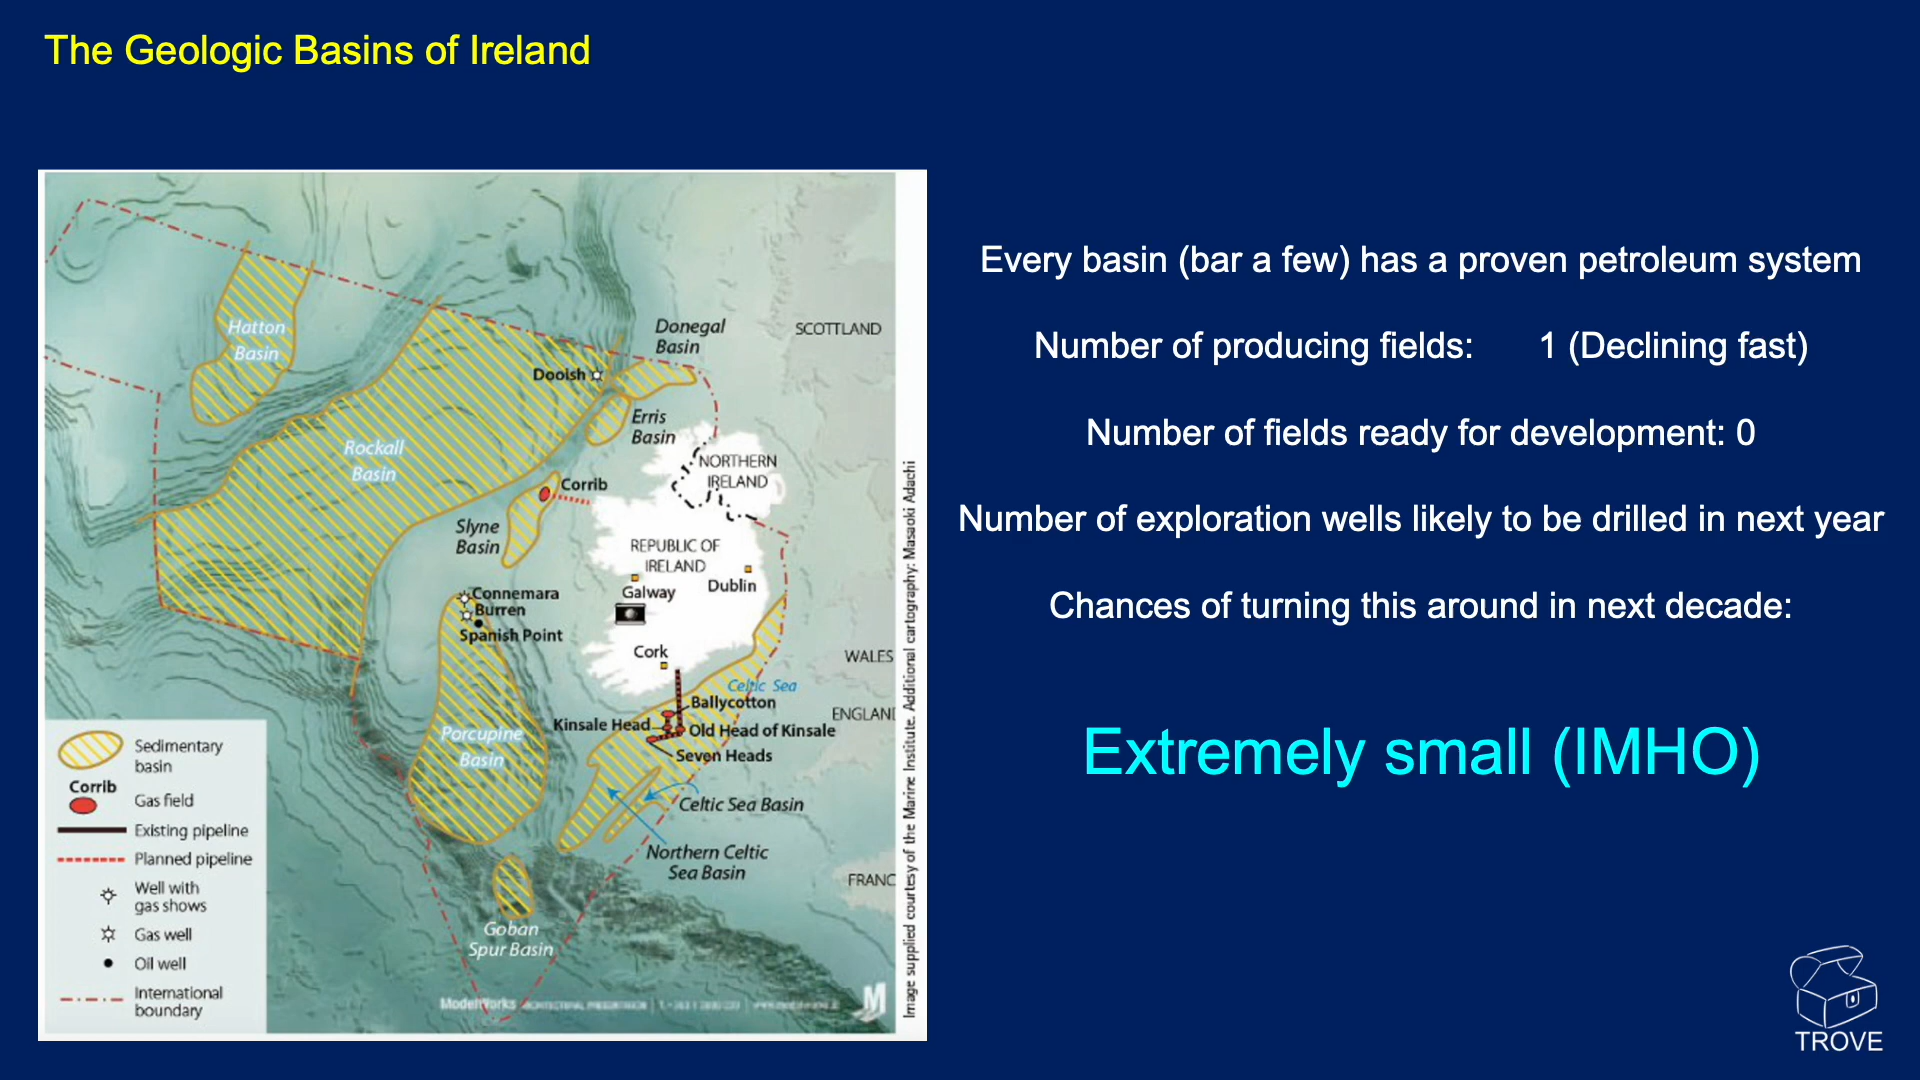 The Geologic Basins of Ireland
Hatton
Basin
Donegal
Basin
SCOTTLAND
Dooish
Erris
Basin
Rockall
Basin
NORTHERN
IRELAND
Corrib
Slyne
Basin
REPUBLIC OF
IRELAND
Dublin
Galway
Connemara
Burren
Spanish Point
Cork
WALES
Celtic Sea
Ballycotton
ENGLAND
Kinsale Head
Old Head of Kinsale
Porcupine
Basin
Seven Heads
Celtic Sea Basin
Northern Celtic
Sea Basin
FRANC
Goban
Spur Basin
Sedimentary
basin
Corrib
Gas field
Existing pipeline
Planned pipeline
Well with
gas shows
Gas well
Oil well
International
boundary
ModelWorks
M
Image supplied courtesy of the Marine Institute. Additional cartography: Masaoki Adachi
Every basin (bar a few) has a proven petroleum system
Number of producing fields: 1 (Declining fast)
Number of fields ready for development: 0
Number of exploration wells likely to be drilled in next year
Chances of turning this around in next decade:
Extremely small (IMHO)
TROVE